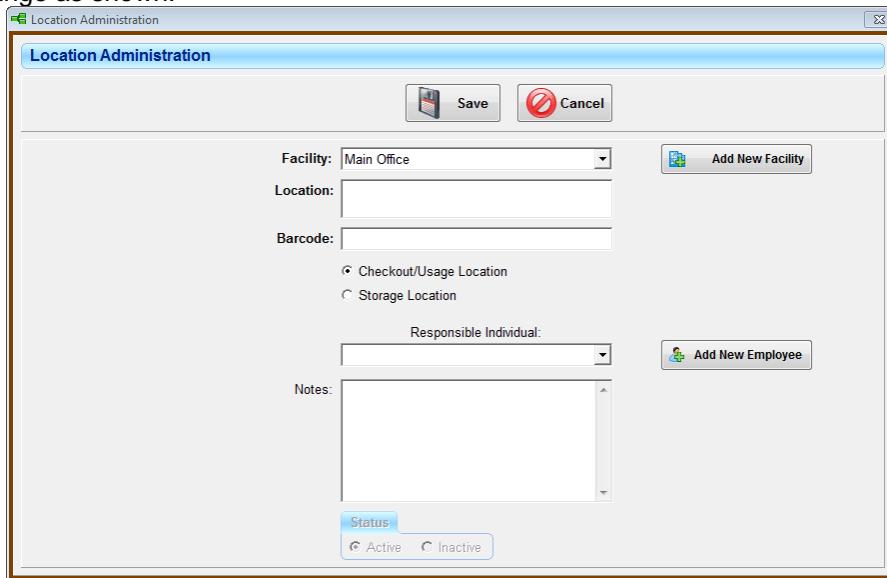 Location Administration
Location Administration
Save Cancel
Facility: Main Office Add New Facility
Location:
Barcode:
Checkout/Usage Location
Storage Location
Responsible Individual:
Add New Employee
Notes:
Status
Active Inactive